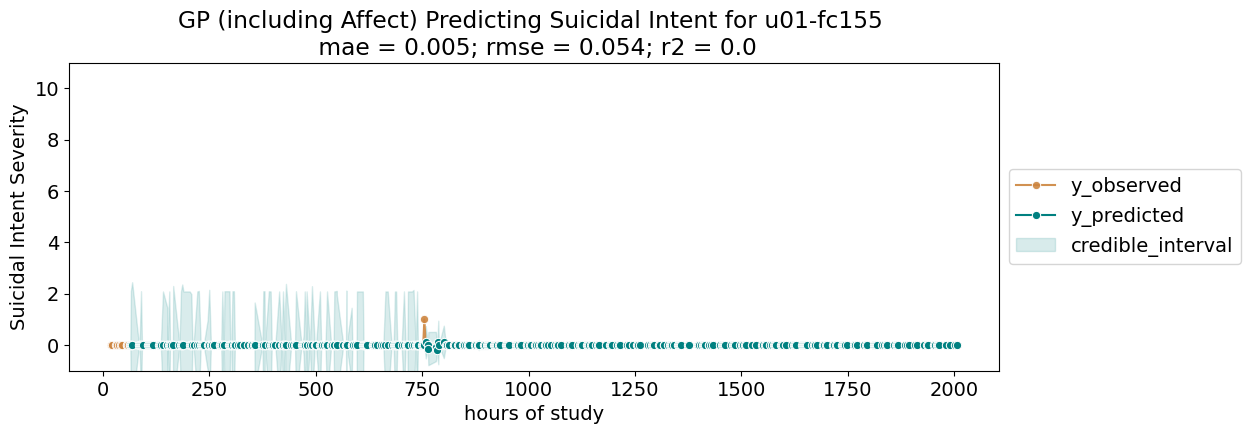 GP (including Affect) Predicting Suicidal Intent for u01-fc155
mae = 0.005; rmse = 0.054; r2 = 0.0
Suicidal Intent Severity
10
8
6
4
2
0
0 250 500 750 1000 1250 1500 1750 2000
hours of study
y_observed
y_predicted
credible_interval